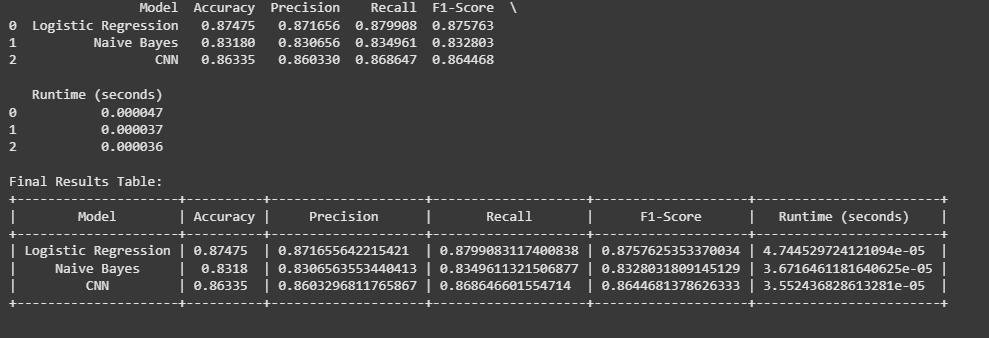 Model Accuracy Precision Recall F1-Score \
0 Logistic Regression 0.87475 0.871656 0.879908 0.875763
1 Naive Bayes 0.83180 0.830656 0.834961 0.832803
2 CNN 0.86335 0.860330 0.868647 0.864468
Runtime (seconds)
0 0.000047
1 0.000037
2 0.000036
Final Results Table:
+---------------------+----------+--------------------+--------------------+--------------------+------------------------+
| Model | Accuracy | Precision | Recall | F1-Score | Runtime (seconds) |
+---------------------+----------+--------------------+--------------------+--------------------+------------------------+
| Logistic Regression | 0.87475 | 0.871655642215421 | 0.8799083117400838 | 0.8757625353370034 | 4.744529724121094e-05 |
| Naive Bayes | 0.8318 | 0.8306563553440413 | 0.8349611321506877 | 0.8328031809145129 | 3.6716461181640625e-05 |
| CNN | 0.86335 | 0.8603296811765867 | 0.868646601554714 | 0.8644681378626333 | 3.552436828613281e-05 |
+---------------------+----------+--------------------+--------------------+--------------------+------------------------+